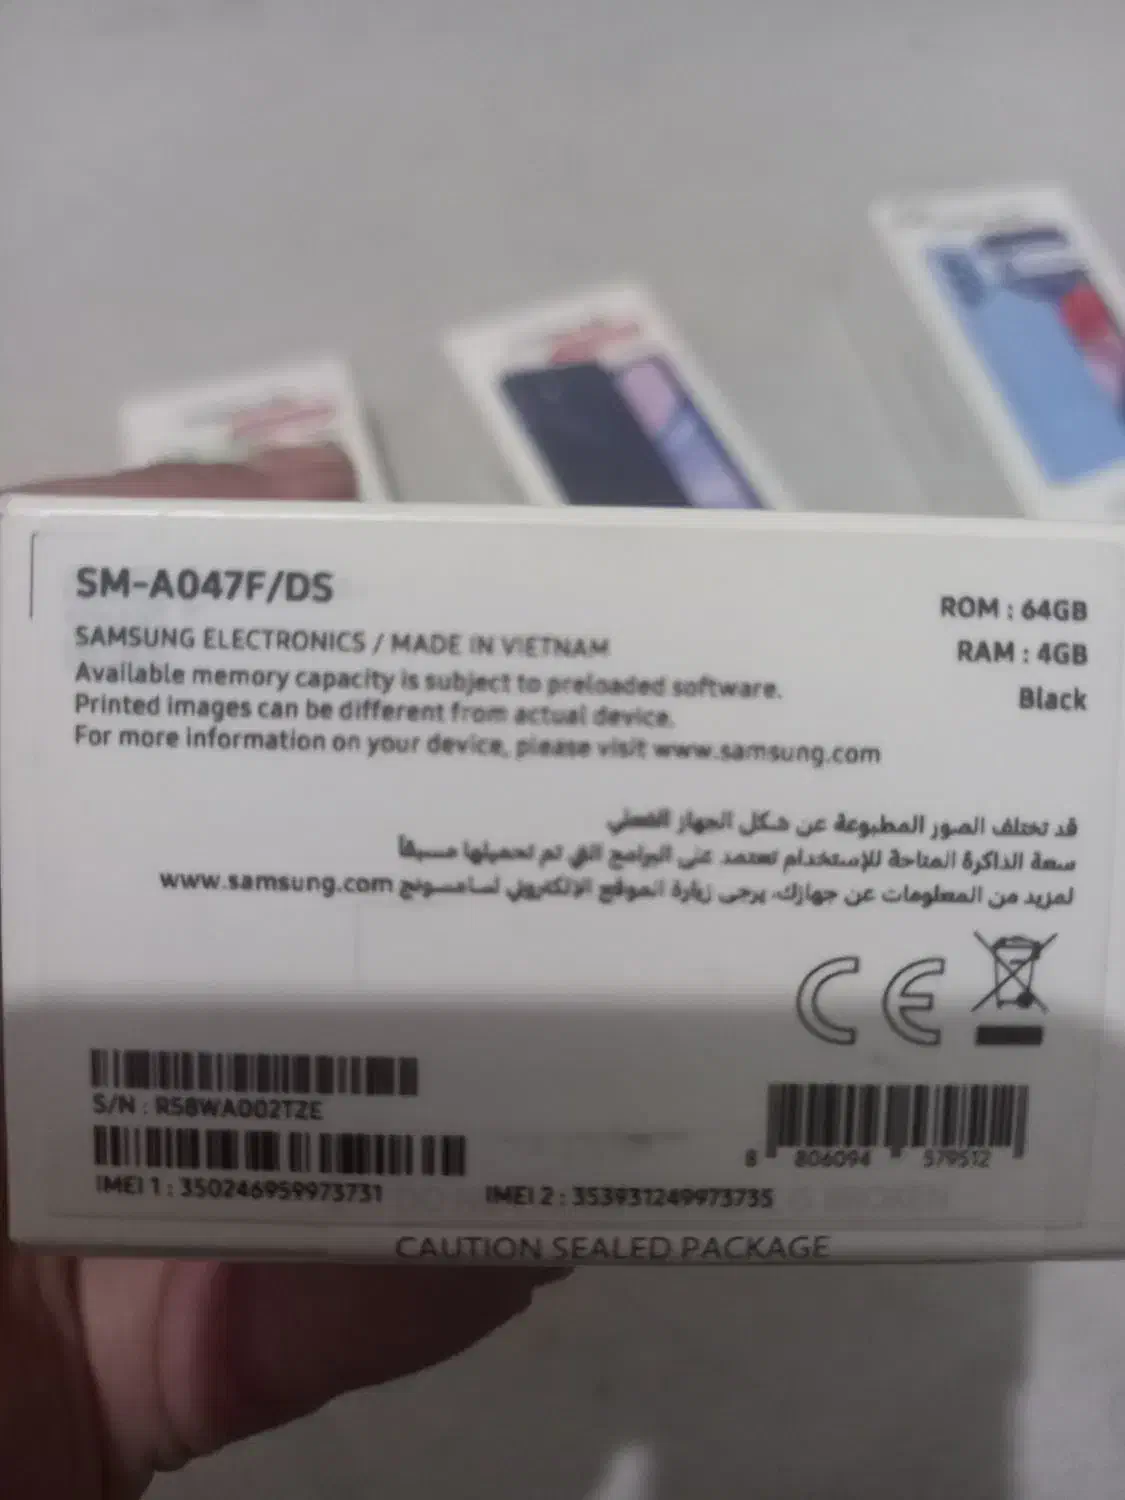 SM-A047F/DS
ROM : 64GB
SAMSUNG ELECTRONICS / MADE IN VIETNAM
RAM : 4GB
Available memory capacity is subject to preloaded software.
Black
Printed images can be different from actual device.
For more information on your device, please visit www.samsung.com
قد تختلف الصور المطبوعة عن شكل الجهاز الفعلي
سعة الذاكرة المتاحة للإستخدام تعتمد على البرامج التي تم تحميلها مسبقاً
لمزيد من المعلومات عن جهازك، يرجى زيارة الموقع الإلكتروني لسامسونج www.samsung.com
CE
S/N : R58WA002TZE
8 806094 579512
IMEI 1 : 350246959973731 IMEI 2 : 353931249973735
BROKEN
CAUTION SEALED PACKAGE